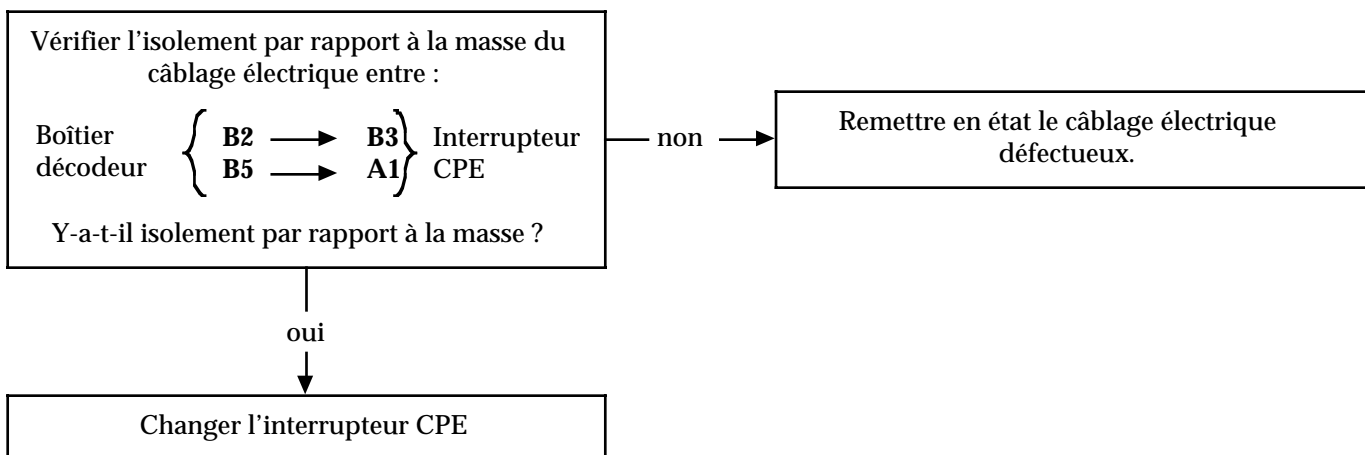 Vérifier l'isolement par rapport à la masse du
câblage électrique entre :
Boîtier B2 B3 Interrupteur
décodeur B5 A1 CPE
Y-a-t-il isolement par rapport à la masse ?
non
Remettre en état le câblage électrique
défectueux.
oui
Changer l'interrupteur CPE